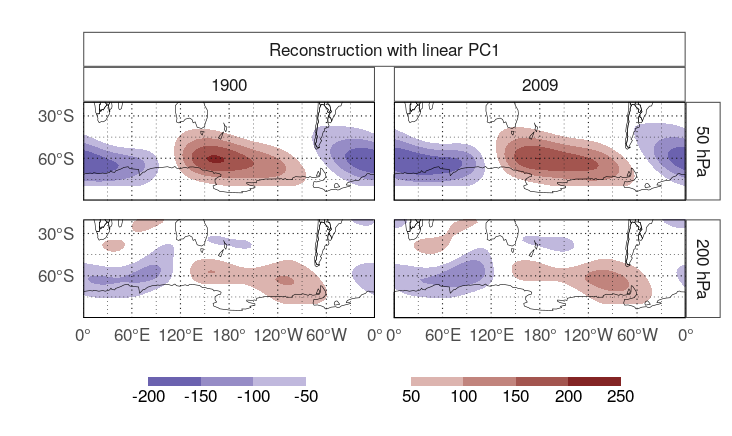 Reconstruction with linear PC1
1900 2009
30°S
60°S
50 hPa
30°S
60°S
200 hPa
0° 60°E 120°E 180° 120°W 60°W 0° 0° 60°E 120°E 180° 120°W 60°W 0°
-200 -150 -100 -50 50 100 150 200 250